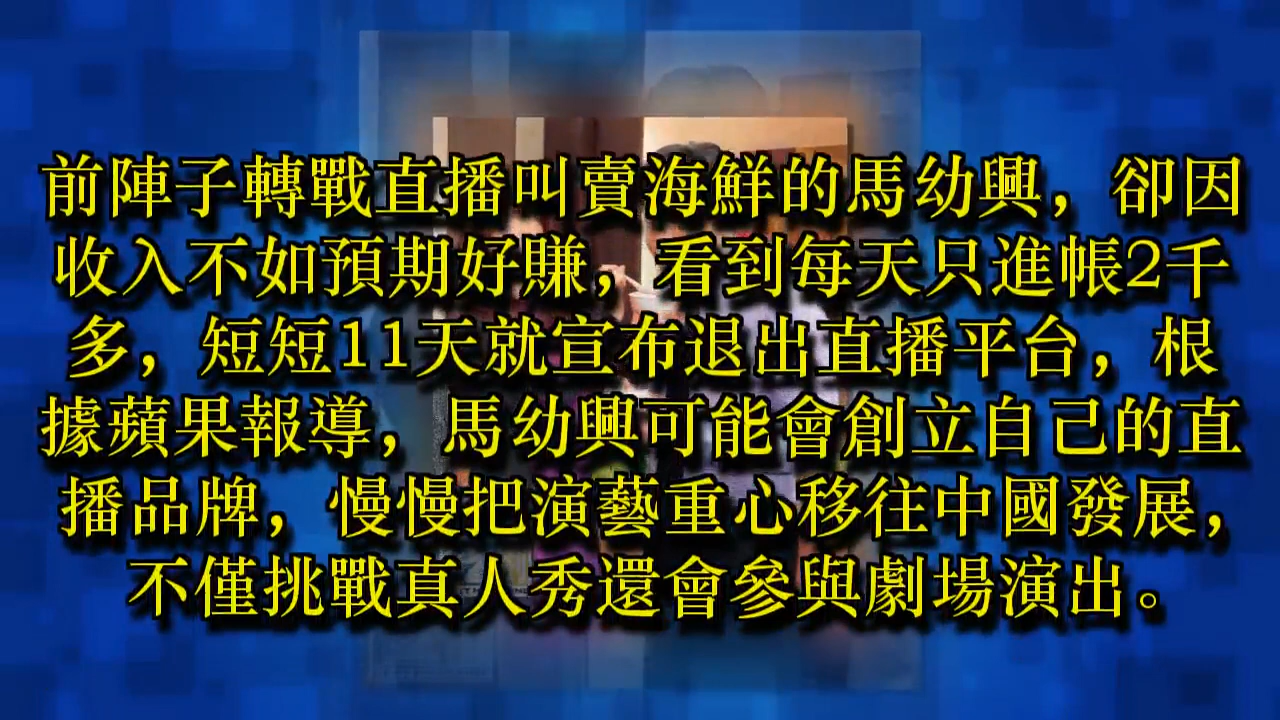 前陣子轉戰直播叫賣海鮮的馬幼興，卻因
收入不如預期好賺，看到每天只進帳2千
多，短短11天就宣布退出直播平台，根
據蘋果報導，馬幼興可能會創立自己的直
播品牌，慢慢把演藝重心移往中國發展，
不僅挑戰真人秀還會參與劇場演出。